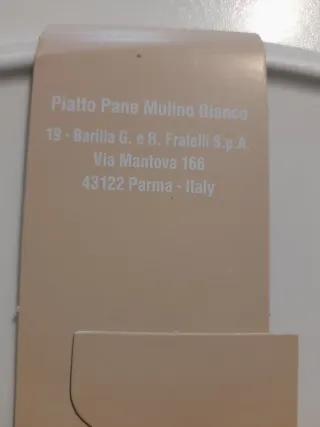 Piatto Pane Mulino Bianco
19 - Barilla G. e R. Fratelli S.p.A.
Via Mantova 166
43122 Parma - Italy